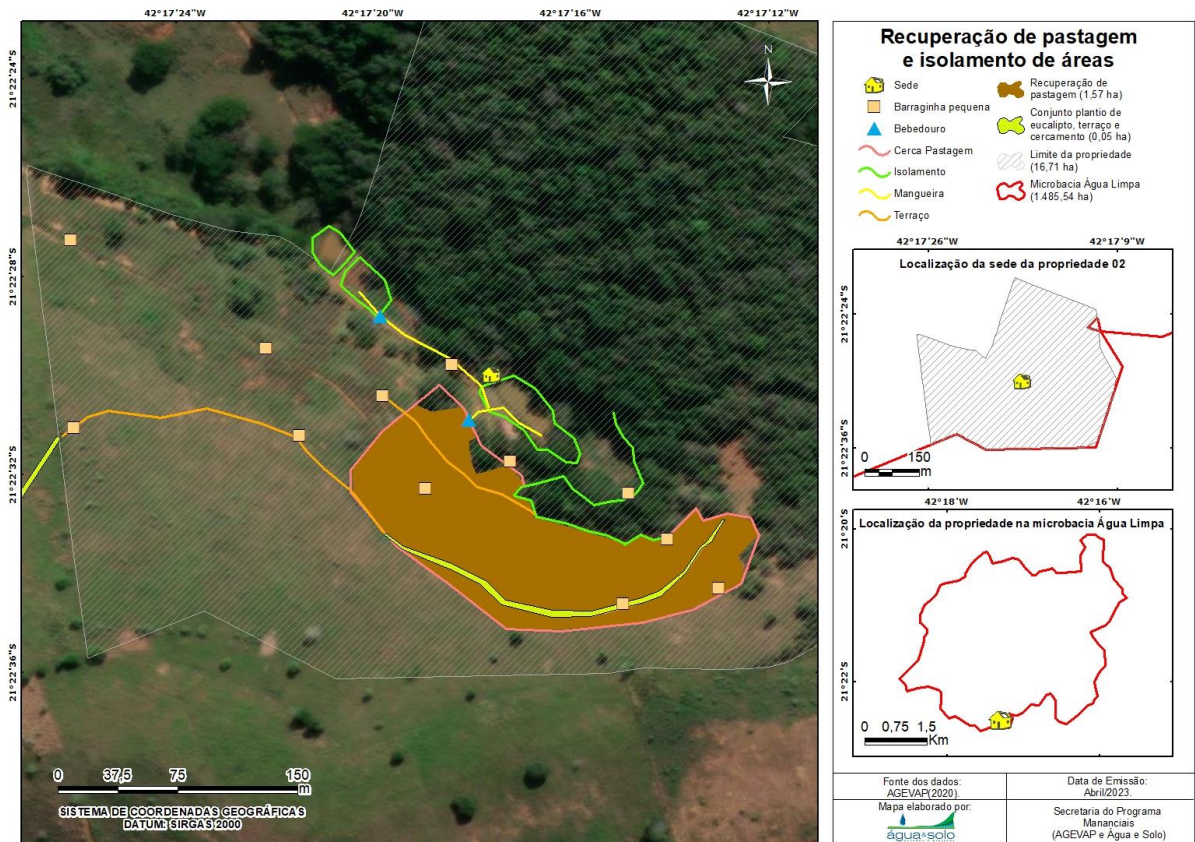 42°17'24"W
42°17'20"W
42°17'16"W
42°17'12"W
21°22'24"S
21°22'28"S
21°22'32"S
21°22'36"S
N
0 37,5 75 150
m
SISTEMA DE COORDENADAS GEOGRÁFICAS
DATUM: SIRGAS 2000
Recuperação de pastagem
e isolamento de áreas
Sede
Barraginha pequena
Bebedouro
Cerca Pastagem
Isolamento
Mangueira
Terraço
Recuperação de
pastagem (1,57 ha)
Conjunto plantio de
eucalipto, terraço e
cercamento (0,05 ha)
Limite da propriedade
(16,71 ha)
Microbacia Água Limpa
(1.485,54 ha)
42°17'26"W
42°17'9"W
Localização da sede da propriedade 02
21°22'24"S
21°22'36"S
0 150
m
42°18'W
42°16'W
Localização da propriedade na microbacia Água Limpa
21°20'S
21°22'S
0 0,75 1,5
Km
Fonte dos dados:
AGEVAP(2020).
Data de Emissão:
Abril/2023.
Mapa elaborado por:
água&solo
Secretaria do Programa
Mananciais
(AGEVAP e Água e Solo)